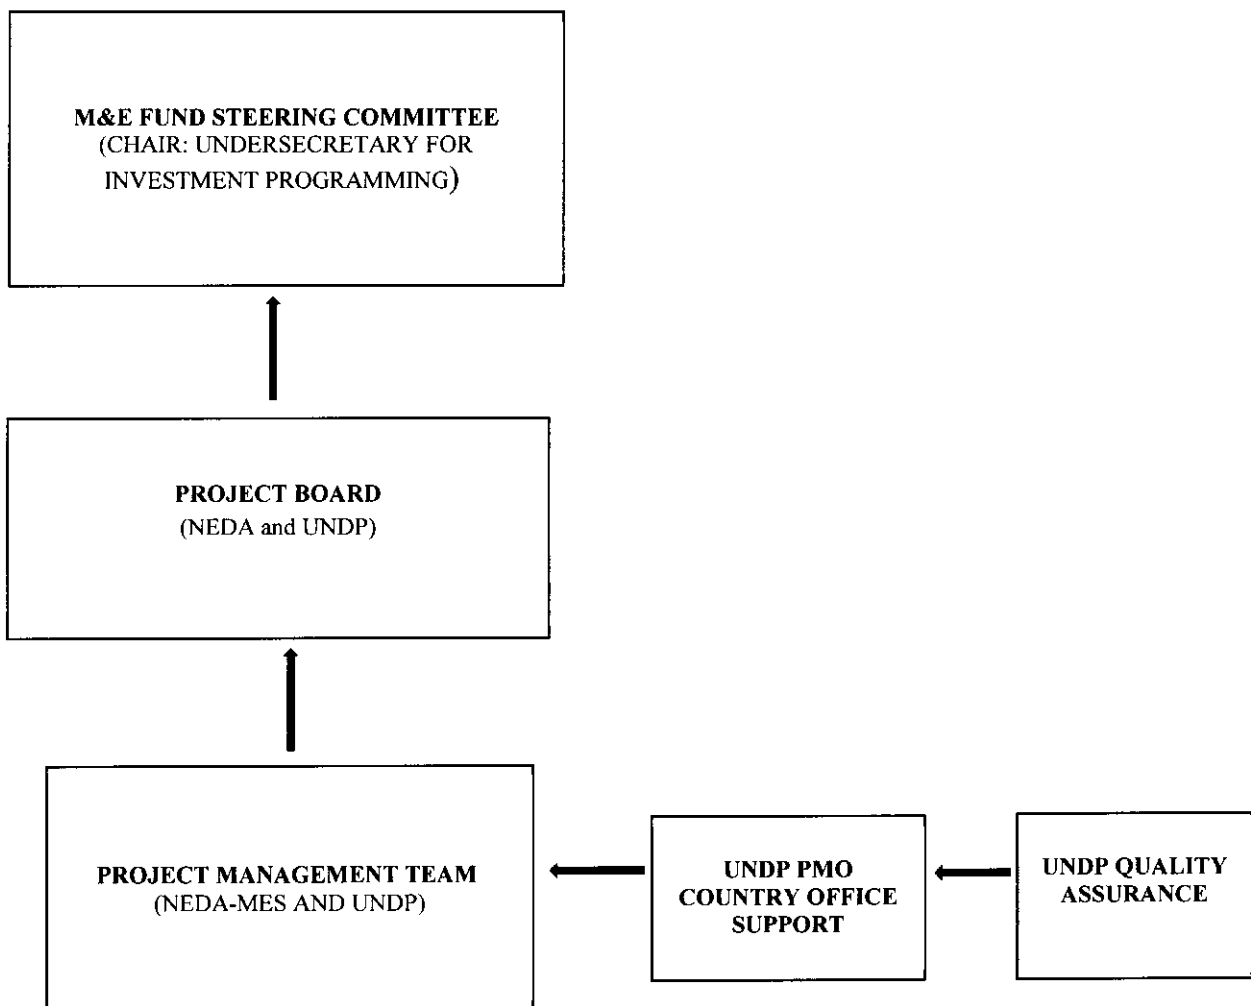 M&E FUND STEERING COMMITTEE
(CHAIR: UNDERSECRETARY FOR
INVESTMENT PROGRAMMING)
PROJECT BOARD
(NEDA and UNDP)
PROJECT MANAGEMENT TEAM
(NEDA-MES AND UNDP)
UNDP PMO
COUNTRY OFFICE
SUPPORT
UNDP QUALITY
ASSURANCE